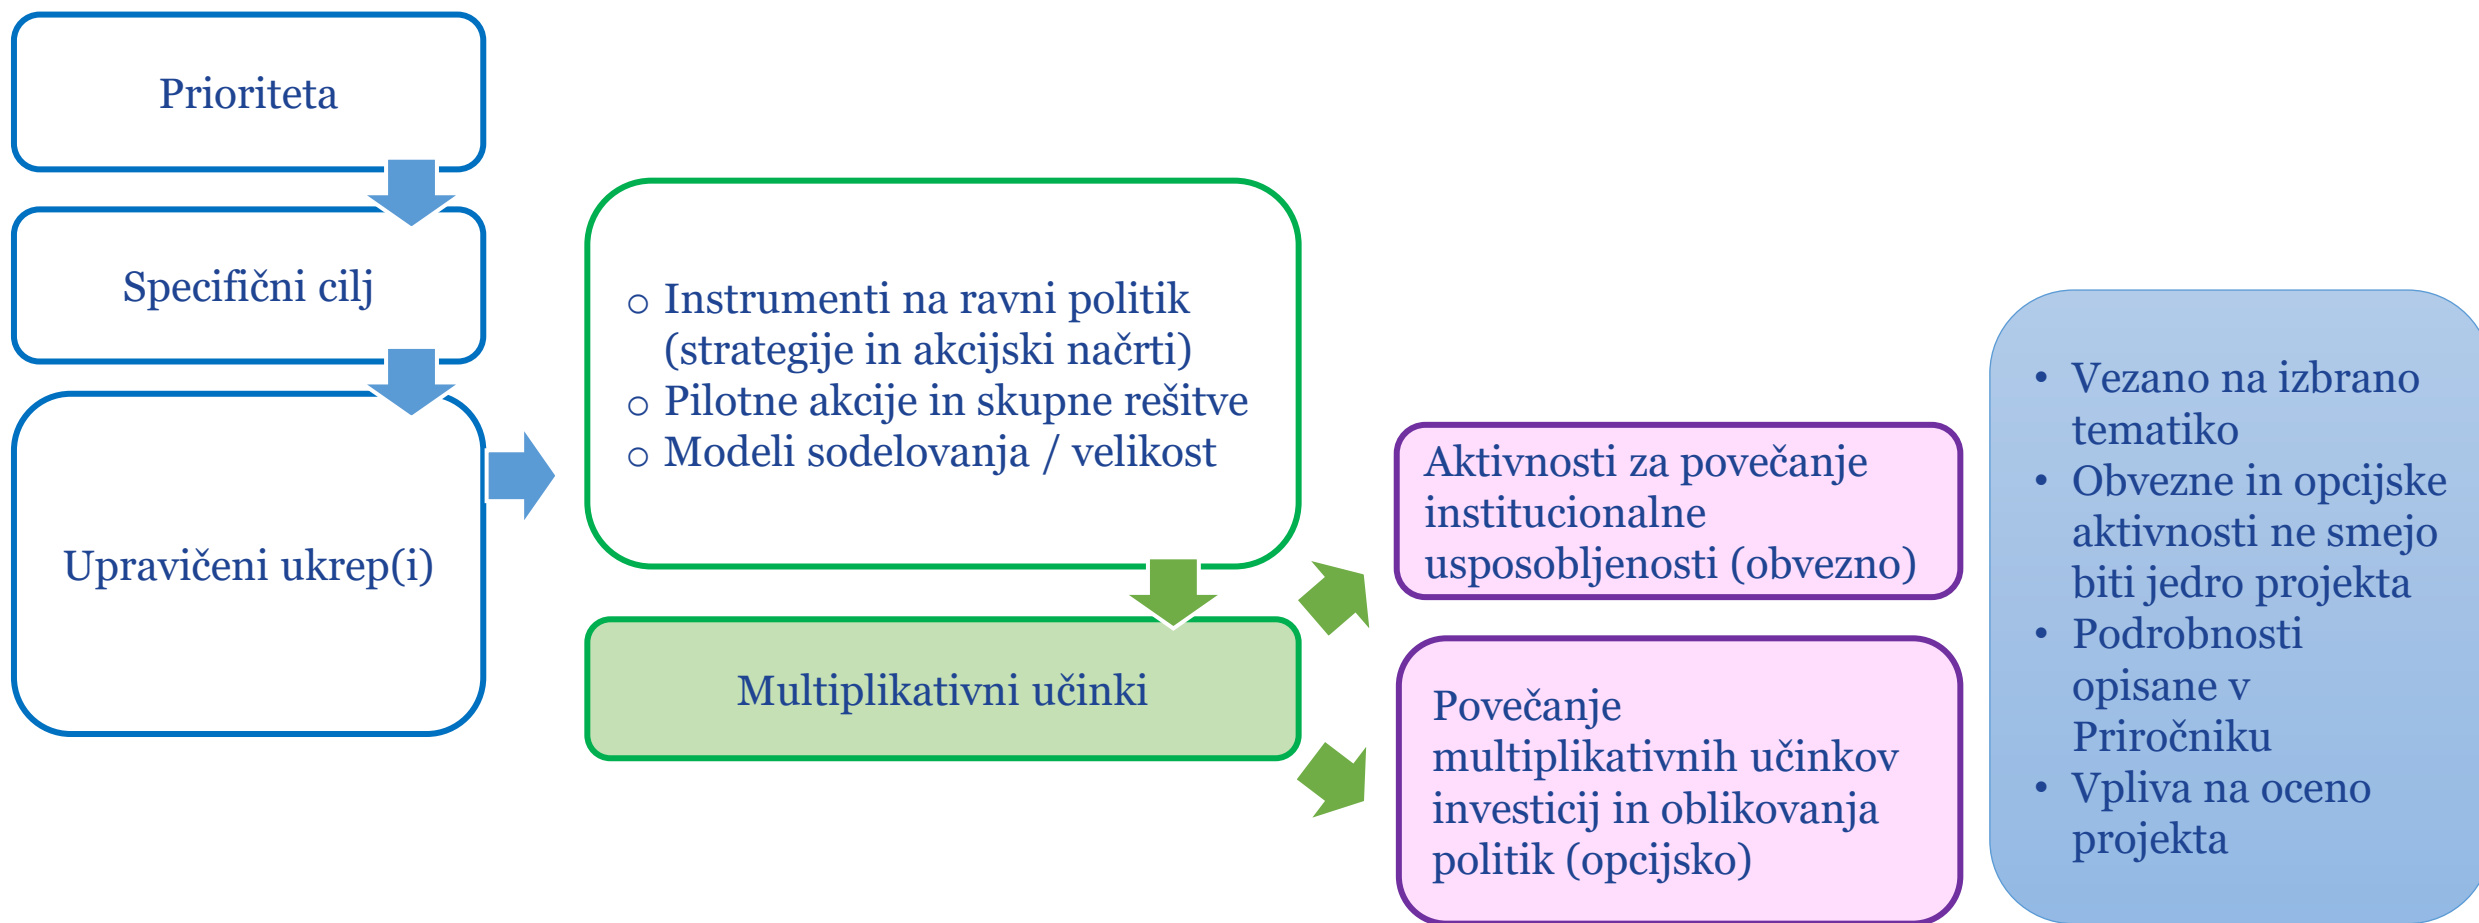 Prioriteta
Specifični cilj
Upravičeni ukrep(i)
o Instrumenti na ravni politik
(strategije in akcijski načrti)
o Pilotne akcije in skupne rešitve
o Modeli sodelovanja / velikost
Multiplikativni učinki
Aktivnosti za povečanje
institucionalne
usposobljenosti (obvezno)
Povečanje
multiplikativnih učinkov
investicij in oblikovanja
politik (opcijsko)
• Vezano na izbrano
tematiko
• Obvezne in opcijske
aktivnosti ne smejo
biti jedro projekta
• Podrobnosti
opisane v
Priročniku
• Vpliva na oceno
projekta